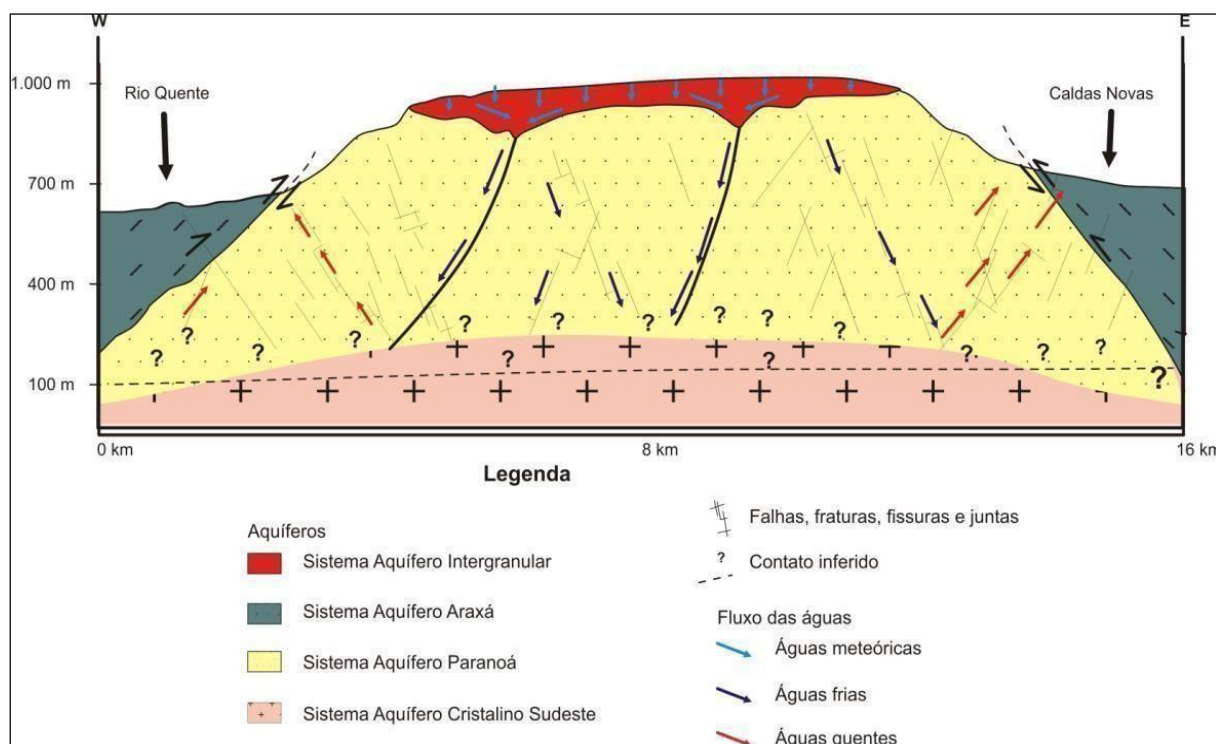 W
E
1.000 m
Rio Quente
Caldas Novas
700 m
400 m
? ? ? ? ? ? ? ? ? ? ? ? ? ? ? ?
100 m
0 km
8 km
16 km
Legenda
Aquíferos
Sistema Aquífero Intergranular
Sistema Aquífero Araxá
Sistema Aquífero Paranoá
Sistema Aquífero Cristalino Sudeste
Falhas, fraturas, fissuras e juntas
? Contato inferido
Fluxo das águas
Águas meteóricas
Águas frias
Águas quentes